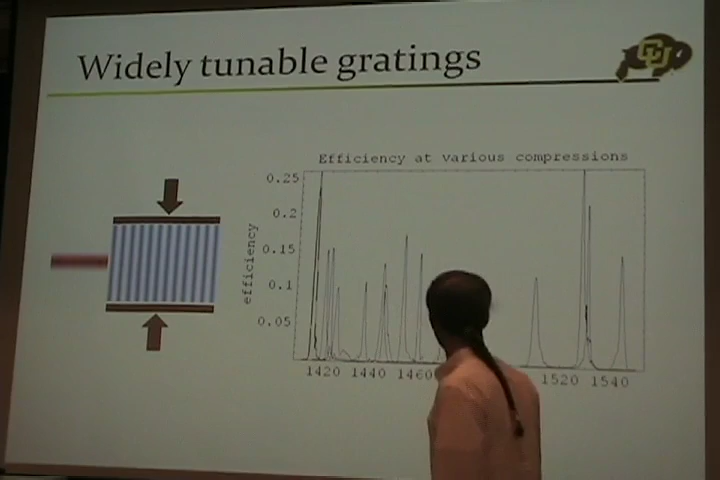 Widely tunable gratings
CU
Efficiency at various compressions
efficiency
0.25
0.2
0.15
0.1
0.05
1420 1440 1460 1520 1540